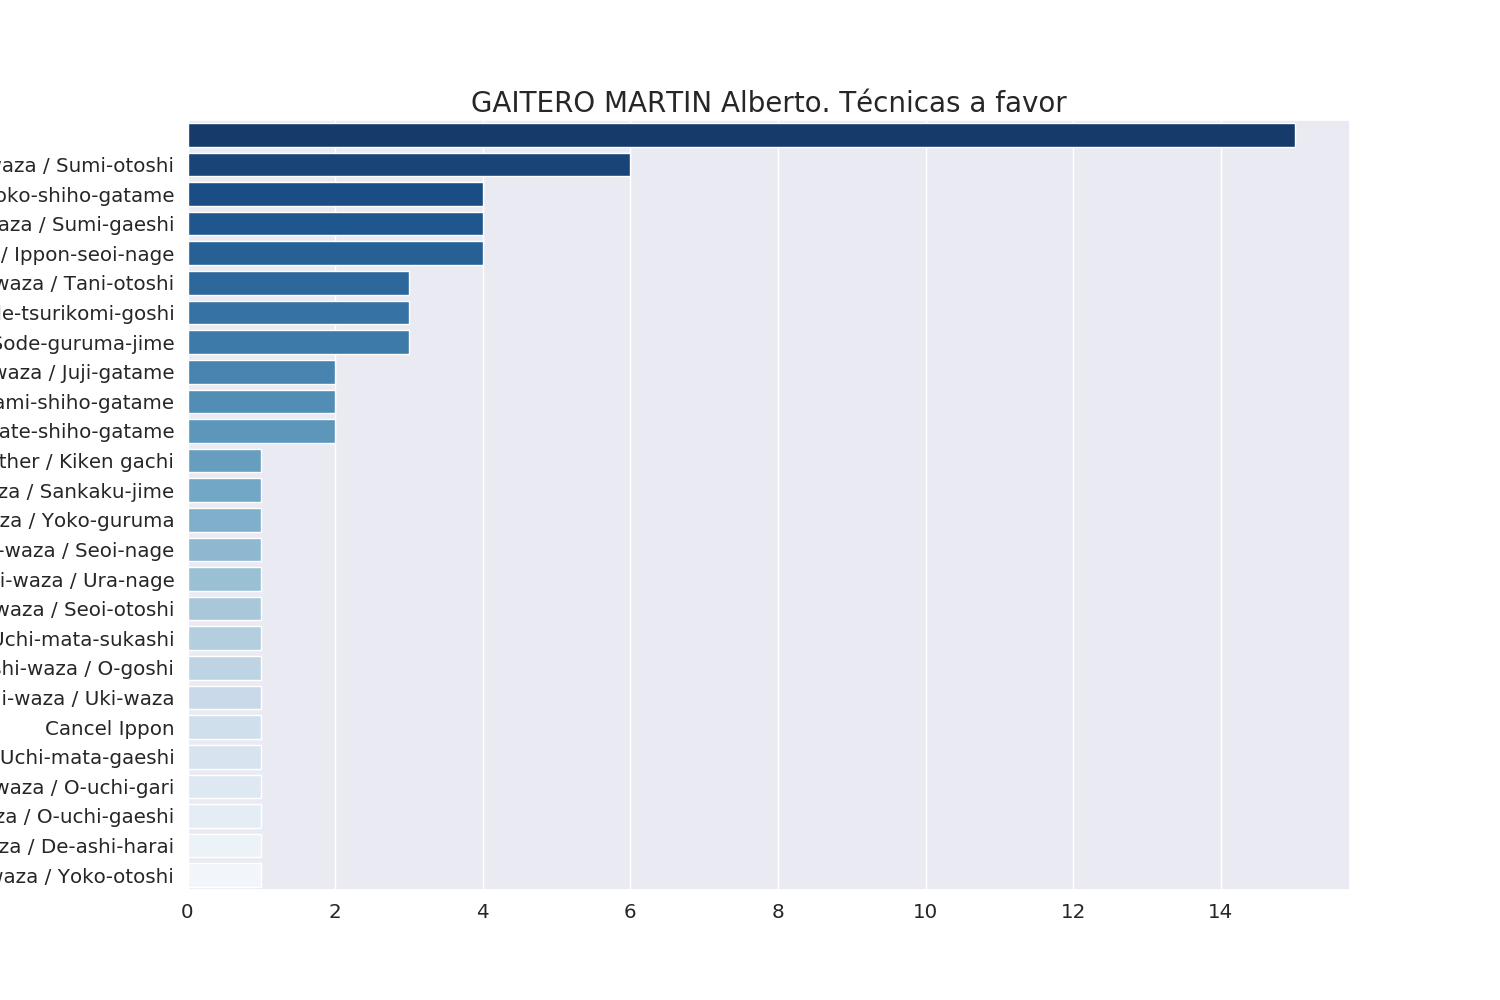 GAITERO MARTIN Alberto. Técnicas a favor
waza / Sumi-otoshi
oko-shiho-gatame
aza / Sumi-gaeshi
/ Ippon-seoi-nage
waza / Tani-otoshi
de-tsurikomi-goshi
Sode-guruma-jime
waza / Juji-gatame
ami-shiho-gatame
ate-shiho-gatame
ther / Kiken gachi
za / Sankaku-jime
za / Yoko-guruma
-waza / Seoi-nage
i-waza / Ura-nage
waza / Seoi-otoshi
Uchi-mata-sukashi
shi-waza / O-goshi
i-waza / Uki-waza
Cancel Ippon
Uchi-mata-gaeshi
waza / O-uchi-gari
za / O-uchi-gaeshi
za / De-ashi-harai
waza / Yoko-otoshi
0 2 4 6 8 10 12 14